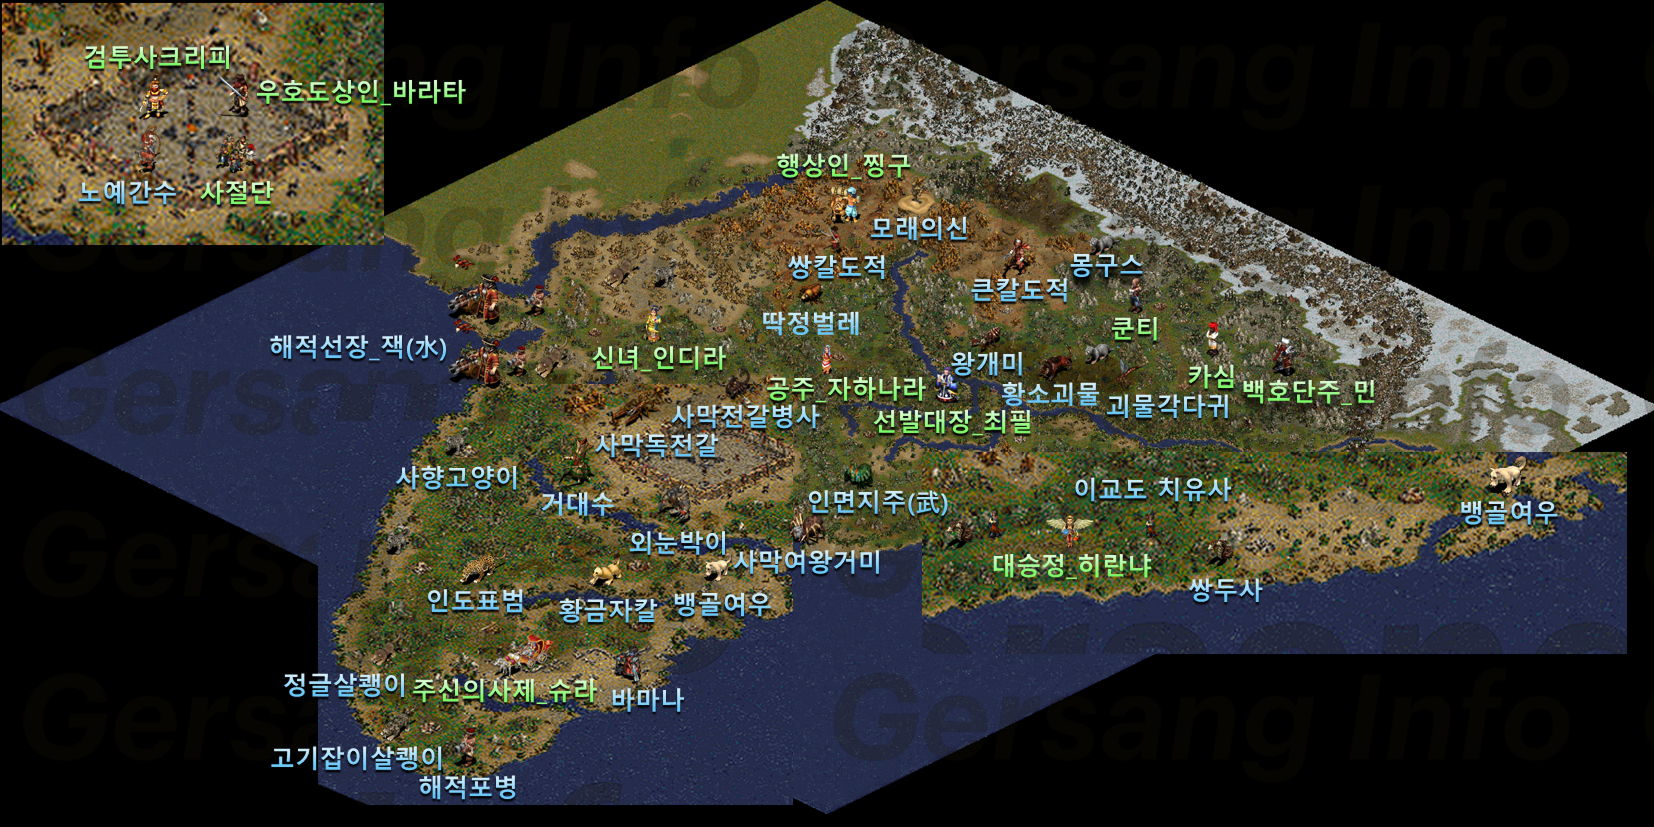 Gersang Info
검투사크리피
우호도상인_바라타
노예간수
사절단
행상인_찡구
모래의신
쌍칼도적
몽구스
큰칼도적
딱정벌레
쿤티
해적선장_잭(水)
신녀_인디라
왕개미
공주_자하나라
카심
백호단주_민
황소괴물
괴물각다귀
사막전갈병사
선발대장_최필
사막독전갈
사향고양이
거대수
인면지주(武)
이교도 치유사
뱅골여우
외눈박이
사막여왕거미
대승정_히란냐
쌍두사
인도표범
황금자칼
뱅골여우
정글살쾡이
주신의사제_슈라
바마나
고기잡이살쾡이
해적포병